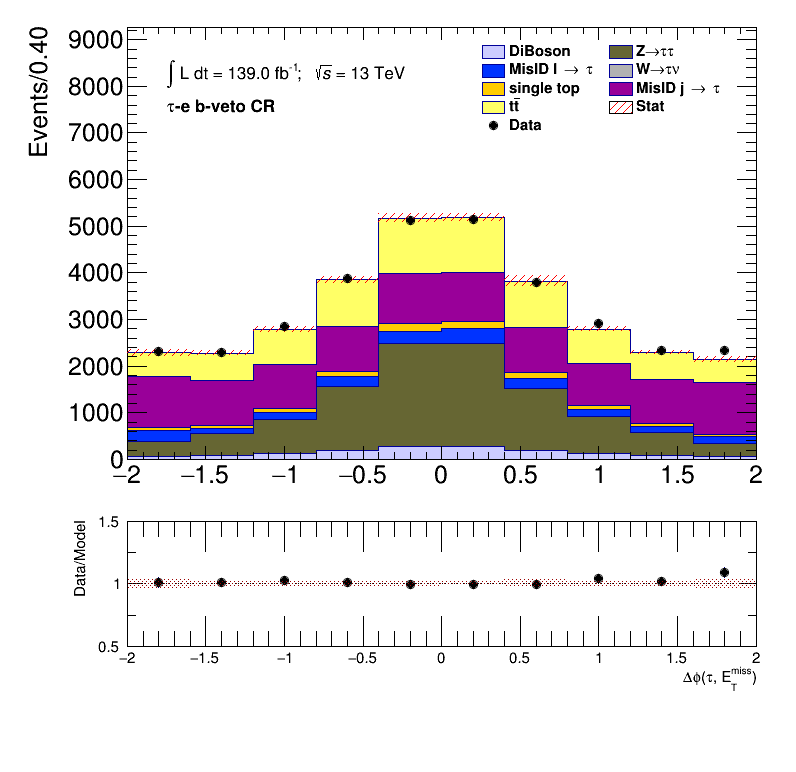 Events/0.40
9000
8000
7000
6000
5000
4000
3000
2000
1000
0
∫ L dt = 139.0 fb⁻¹; √s = 13 TeV
τ-e b-veto CR
DiBoson
MisID l → τ
single top
tt̄
Data
Z→ττ
W→τν
MisID j → τ
Stat
−2 −1.5 −1 −0.5 0 0.5 1 1.5 2
Data/Model
1.5
1
0.5
−2 −1.5 −1 −0.5 0 0.5 1 1.5 2
Δϕ(τ, E_T^miss)